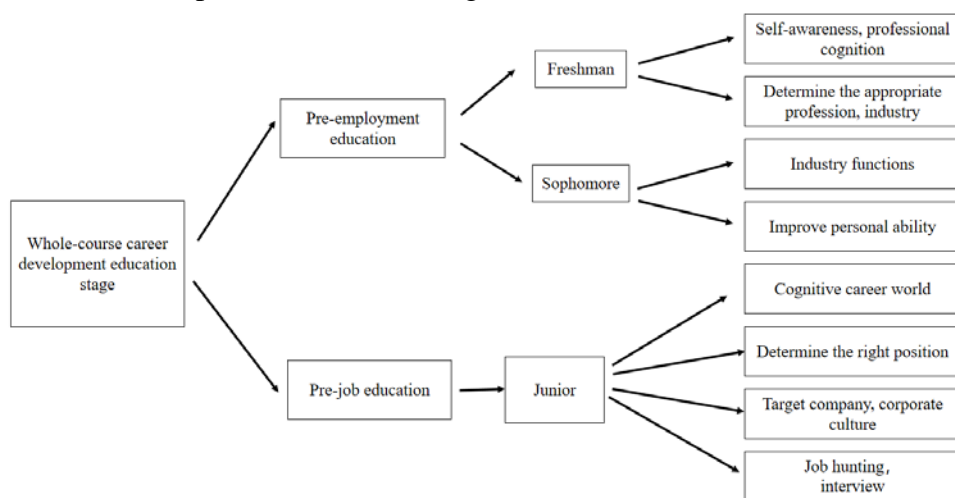 Whole-course career
development education
stage
Pre-employment
education
Pre-job education
Freshman
Sophomore
Junior
Self-awareness, professional
cognition
Determine the appropriate
profession, industry
Industry functions
Improve personal ability
Cognitive career world
Determine the right position
Target company, corporate
culture
Job hunting,
interview